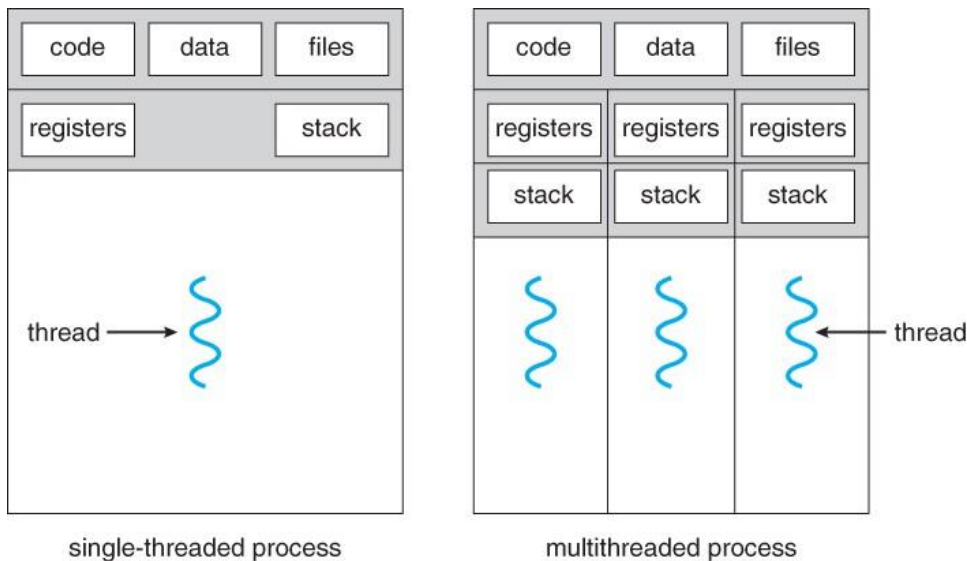 code data files
registers stack
thread
single-threaded process
code data files
registers registers registers
stack stack stack
thread
multithreaded process